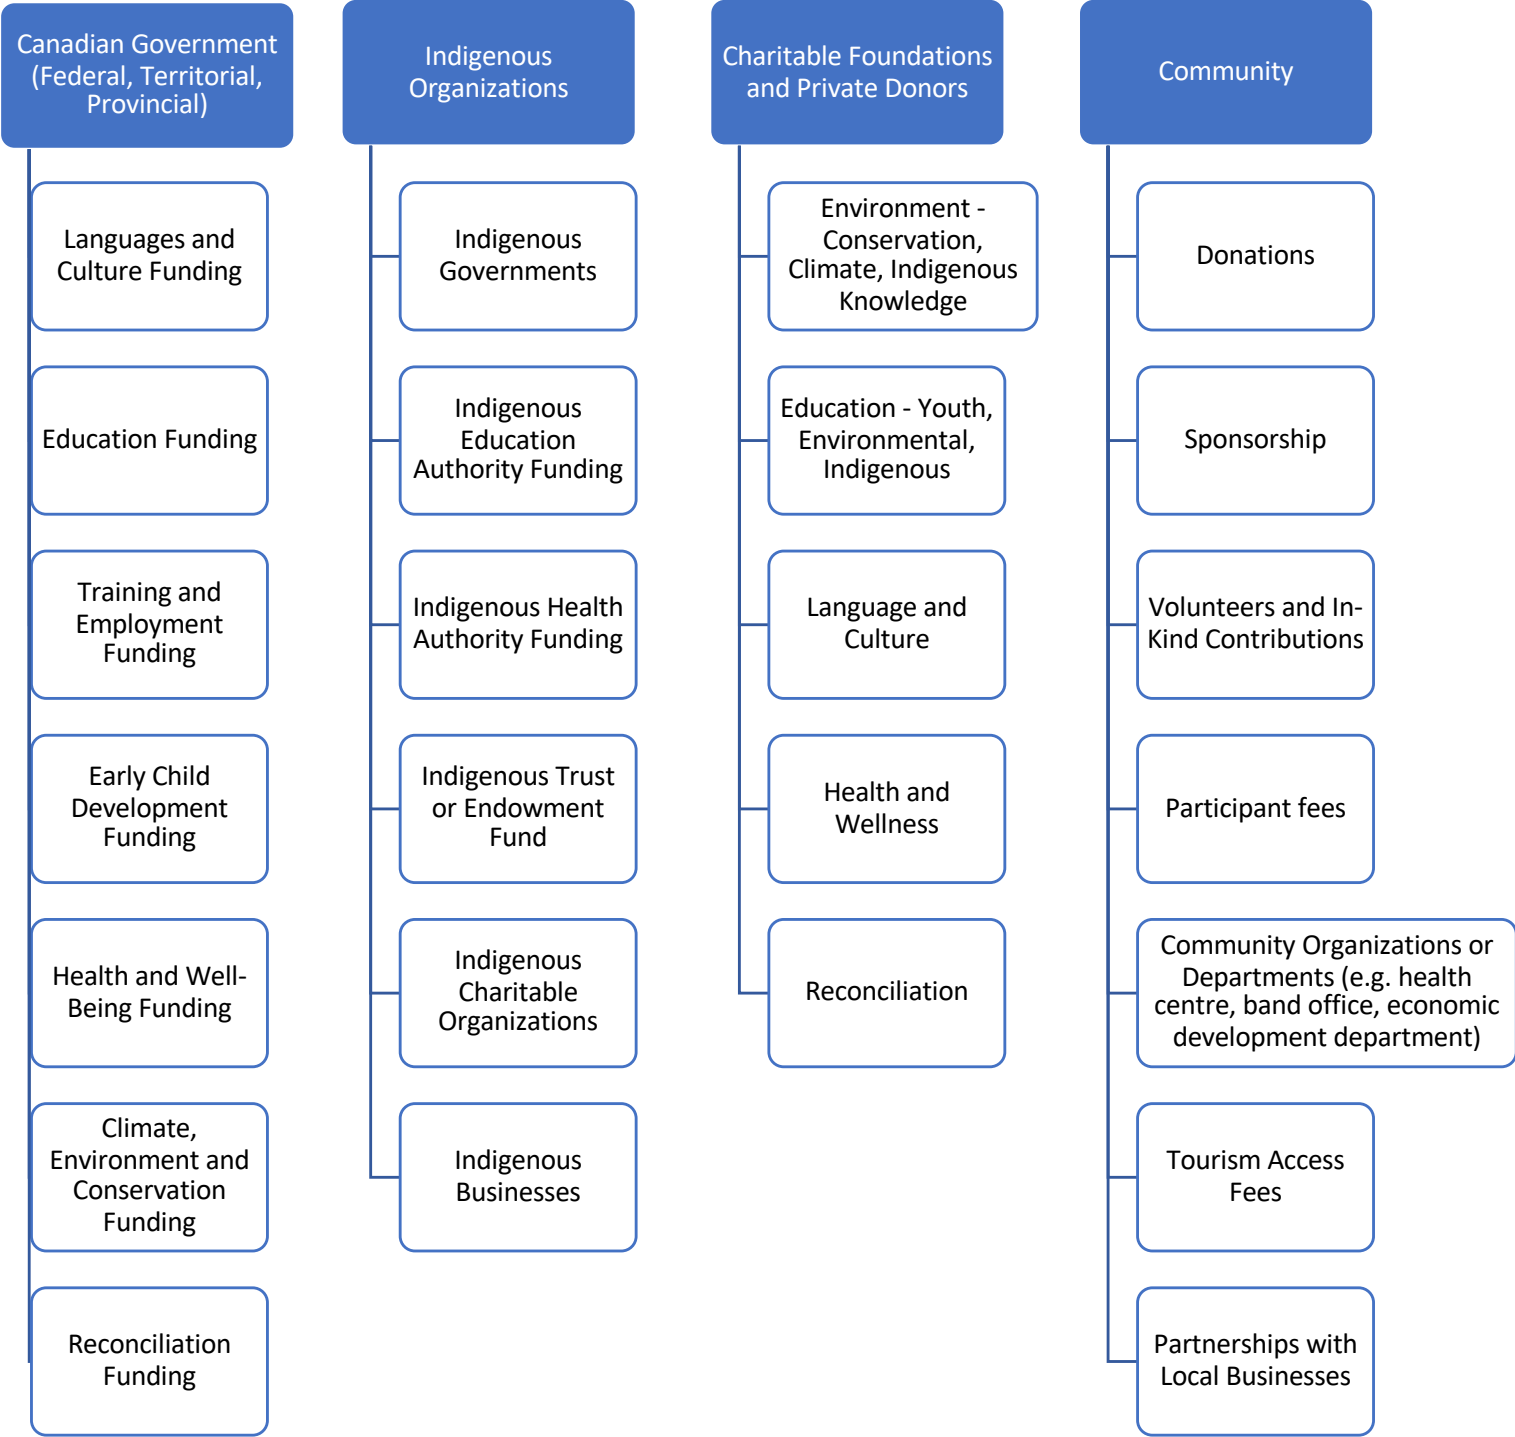 Canadian Government
(Federal, Territorial,
Provincial)
Languages and
Culture Funding
Education Funding
Training and
Employment
Funding
Early Child
Development
Funding
Health and Well-
Being Funding
Climate,
Environment and
Conservation
Funding
Reconciliation
Funding
Indigenous
Organizations
Indigenous
Governments
Indigenous
Education
Authority Funding
Indigenous Health
Authority Funding
Indigenous Trust
or Endowment
Fund
Indigenous
Charitable
Organizations
Indigenous
Businesses
Charitable Foundations
and Private Donors
Environment -
Conservation,
Climate, Indigenous
Knowledge
Education - Youth,
Environmental,
Indigenous
Language and
Culture
Health and
Wellness
Reconciliation
Community
Donations
Sponsorship
Volunteers and In-
Kind Contributions
Participant fees
Community Organizations or
Departments (e.g. health
centre, band office, economic
development department)
Tourism Access
Fees
Partnerships with
Local Businesses